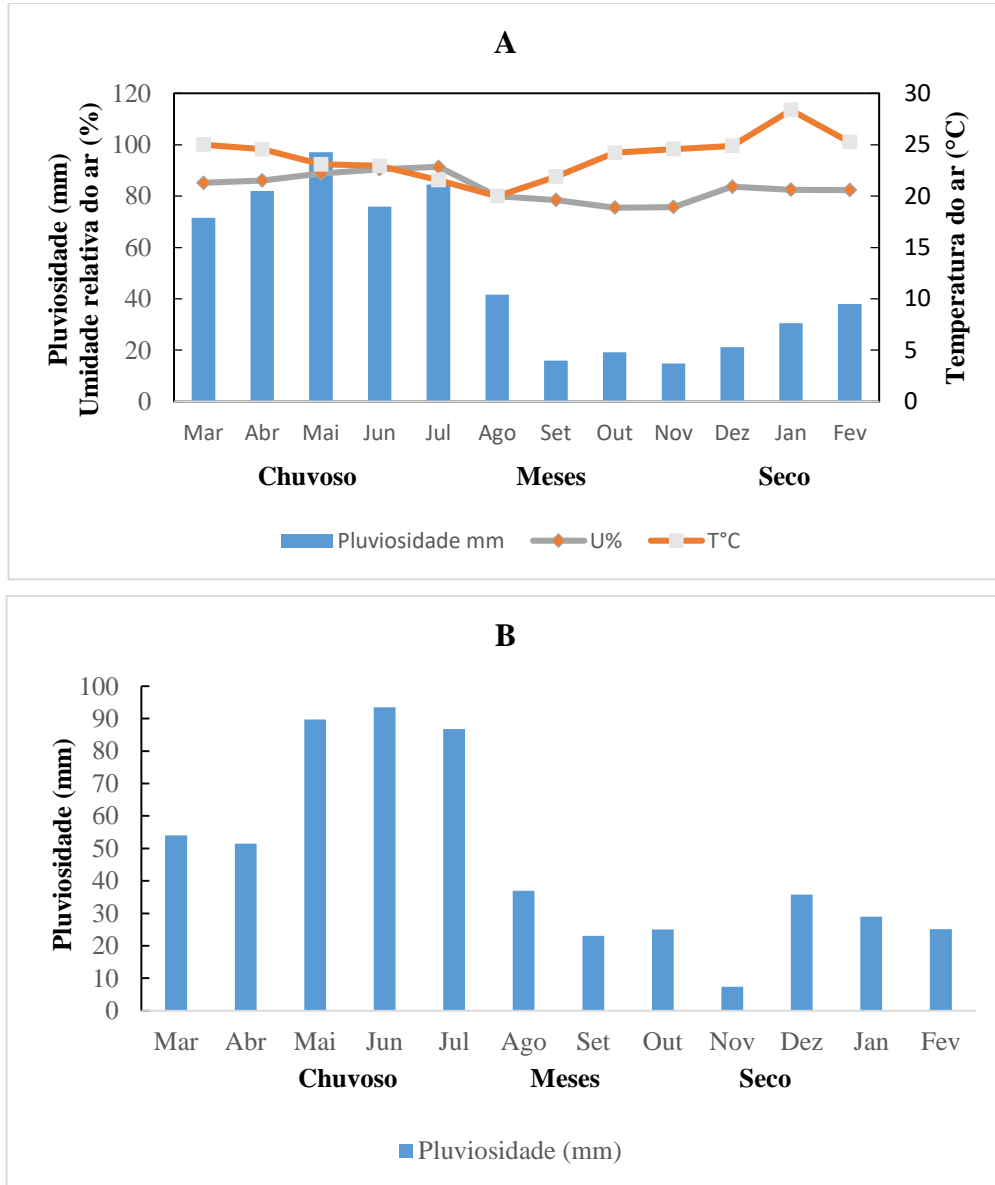 A
Pluviosidade (mm)
Umidade relativa do ar (%)
120
100
80
60
40
20
0
30
25
20
15
10
5
0
Temperatura do ar (°C)
Mar Abr Mai Jun Jul Ago Set Out Nov Dez Jan Fev
Chuvoso Meses Seco
Pluviosidade mm U% T°C
B
Pluviosidade (mm)
100
90
80
70
60
50
40
30
20
10
0
Mar Abr Mai Jun Jul Ago Set Out Nov Dez Jan Fev
Chuvoso Meses Seco
Pluviosidade (mm)